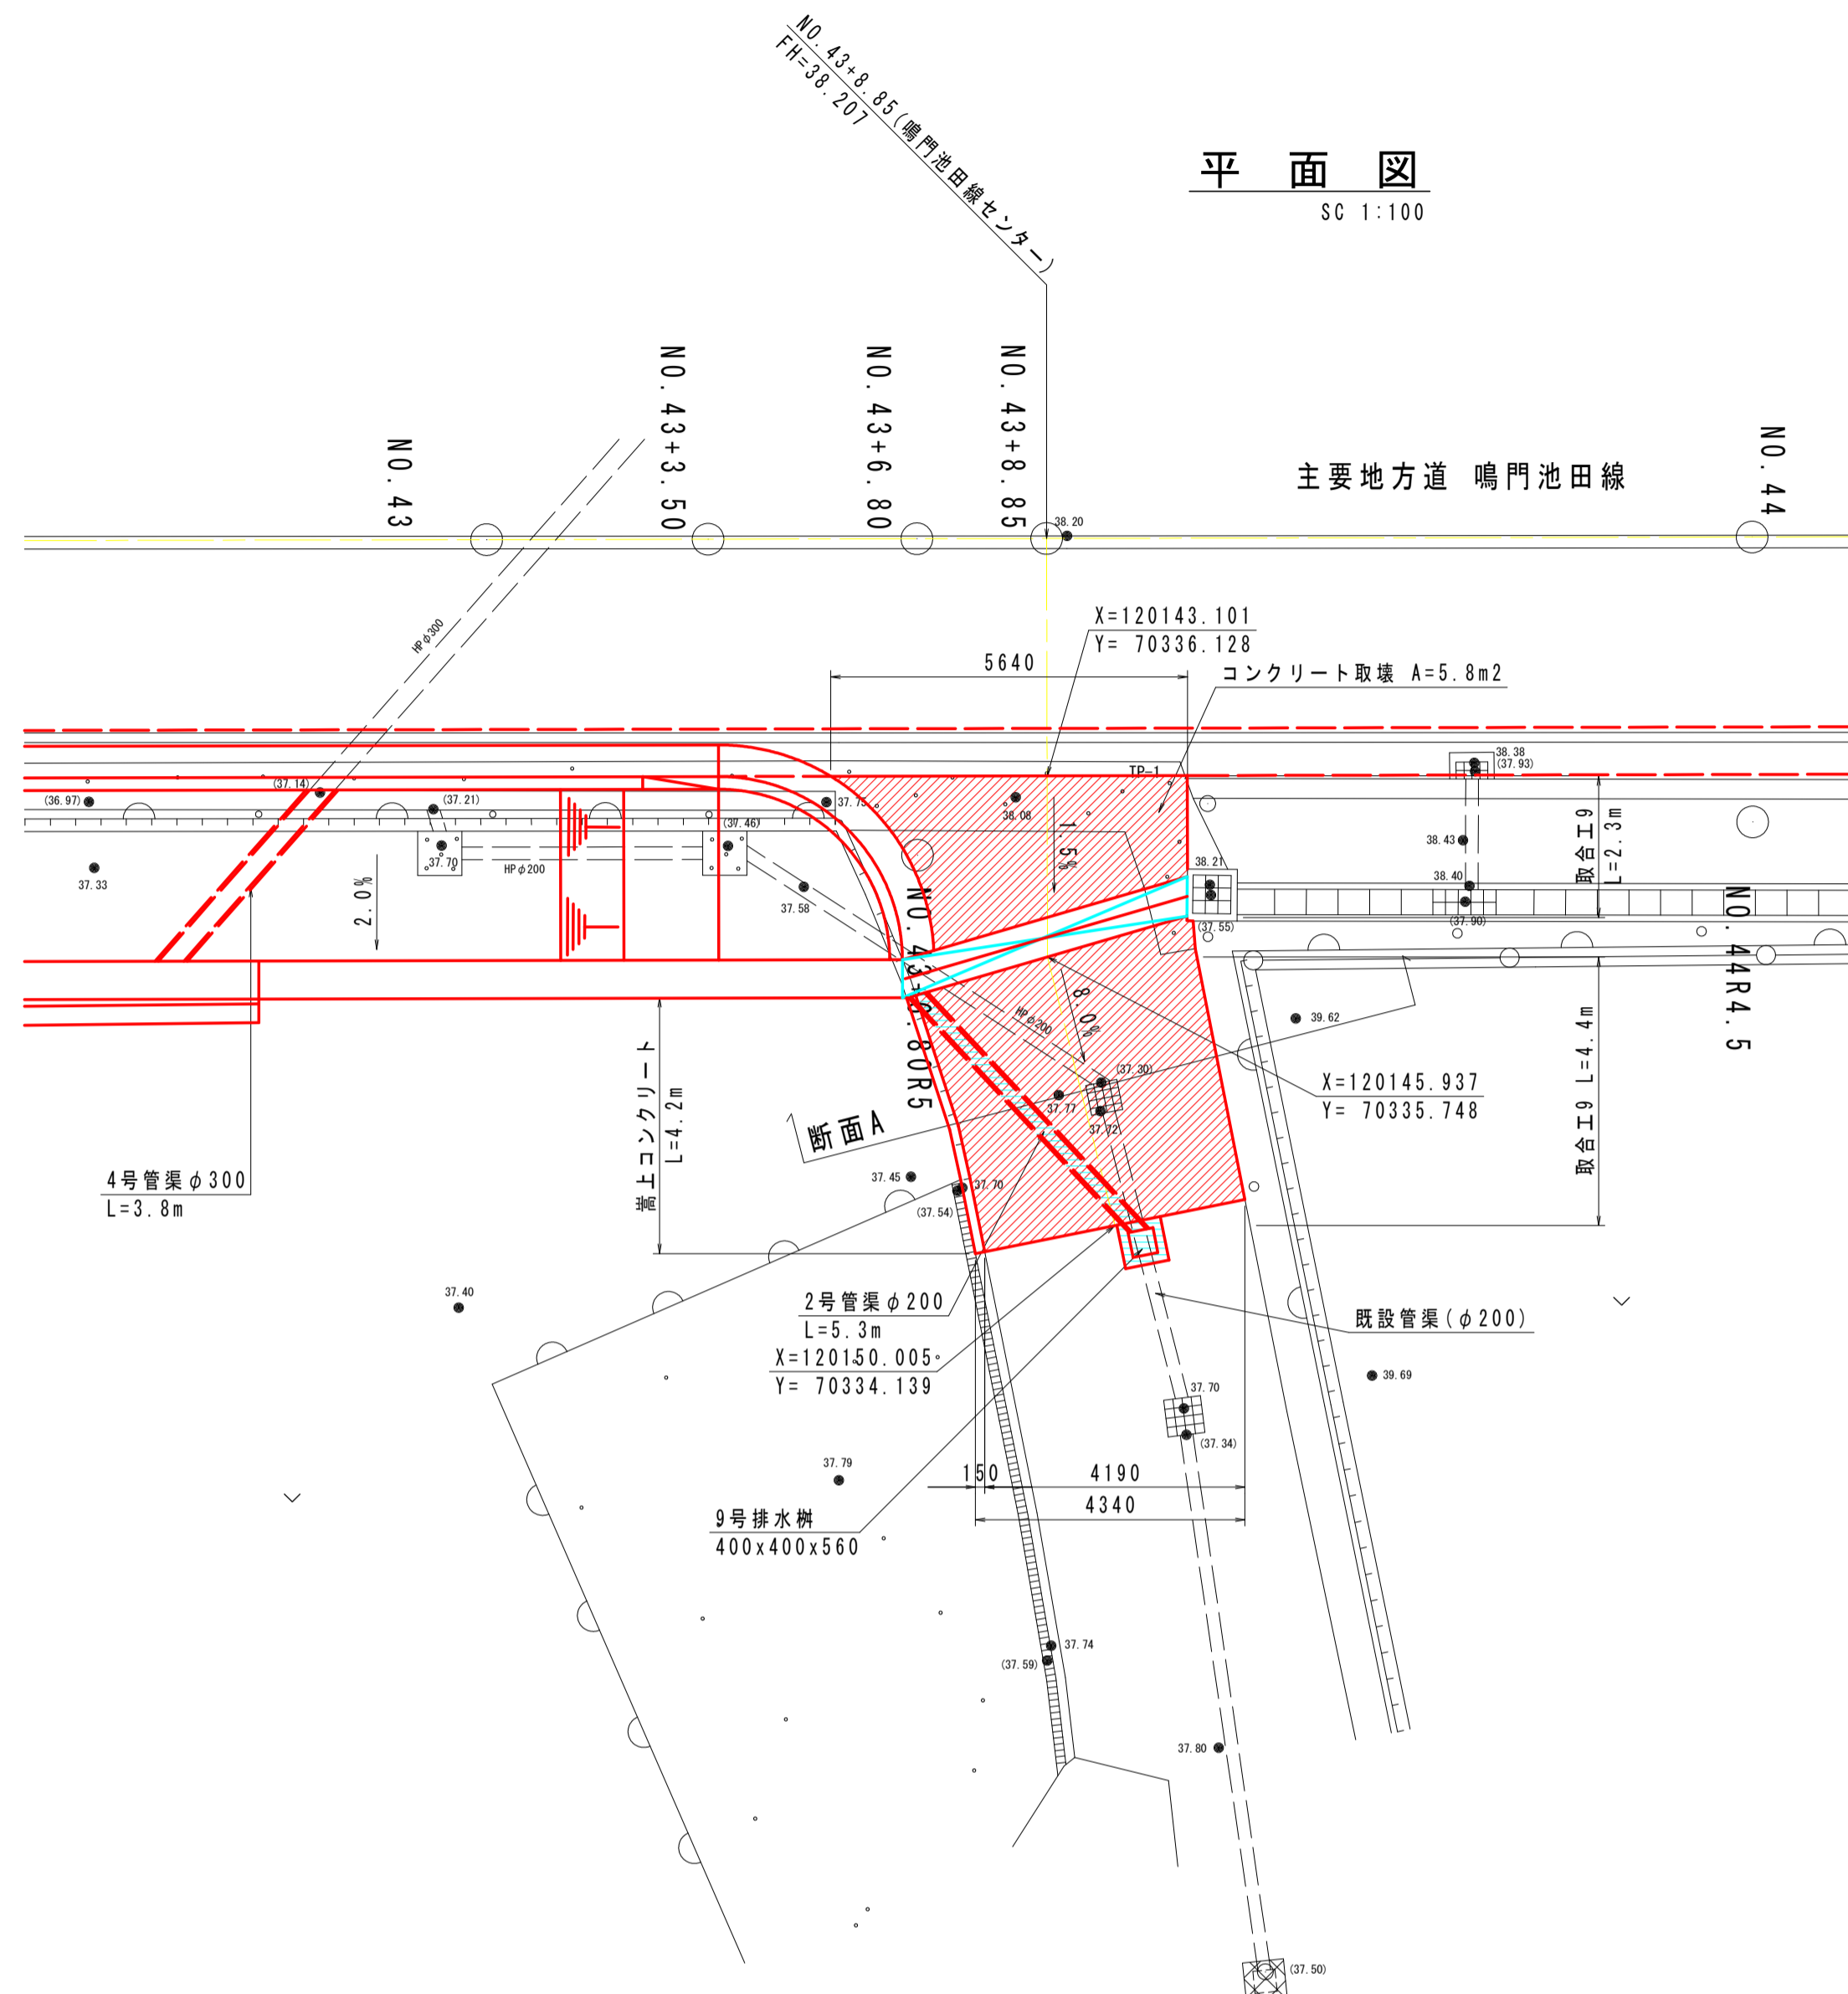 NO.43+8.85(鳴門池田線センター)
FH=38.207
平 面 図
SC 1:100
NO.43
NO.43+3.50
NO.43+6.80
NO.43+8.85
主要地方道 鳴門池田線
NO.44
38.20
HPφ300
X=120143.101
Y= 70336.128
5640
コンクリート取壊 A=5.8m2
TP-1
38.38
(37.93)
(37.14)
(36.97)
(37.21)
37.75
38.08
(37.46)
37.70
37.33
HPφ200
2.0%
37.58
1.5%
38.21
(37.55)
38.43
38.40
(37.90)
取合工9
L=2.3m
NO.43+6.80R5
NO.44R4.5
8.0%
HPφ200
39.62
(37.30)
37.77
37.72
X=120145.937
Y= 70335.748
取合工9 L=4.4m
嵩上コンクリート
L=4.2m
断面A
4号管渠φ300
L=3.8m
37.45
37.70
(37.54)
37.40
2号管渠φ200
L=5.3m
X=120150.005
Y= 70334.139
既設管渠(φ200)
39.69
37.70
(37.34)
37.79
150
4190
4340
9号排水桝
400x400x560
37.74
(37.59)
37.80
(37.50)